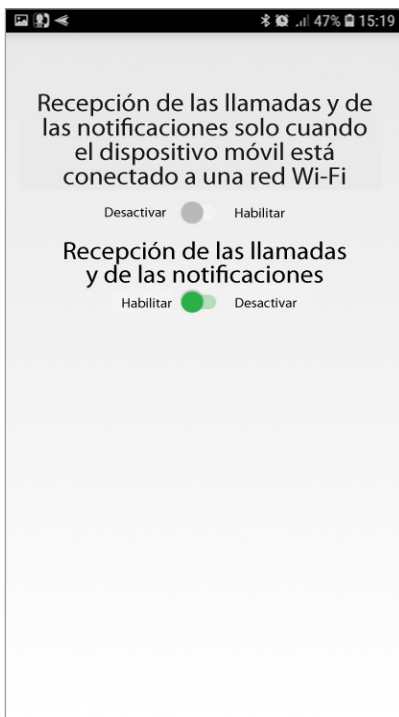 47% 15:19
Recepción de las llamadas y de
las notificaciones solo cuando
el dispositivo móvil está
conectado a una red Wi-Fi
Desactivar Habilitar
Recepción de las llamadas
y de las notificaciones
Habilitar Desactivar